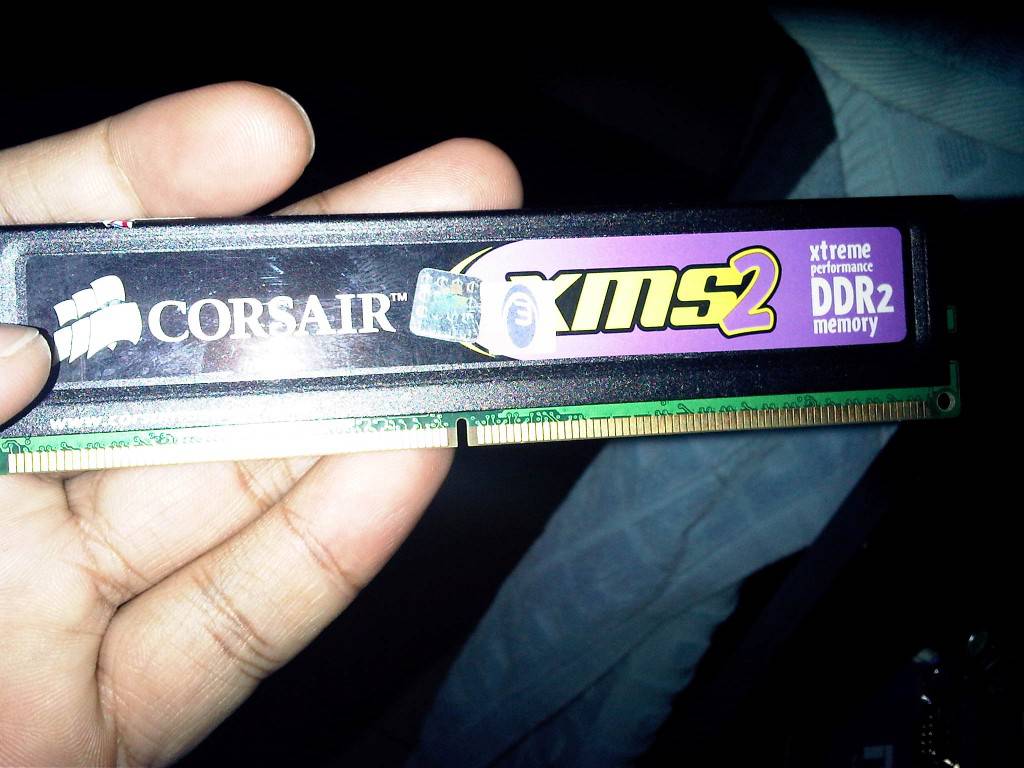 CORSAIR™
xms2
xtreme
performance
DDR2
memory